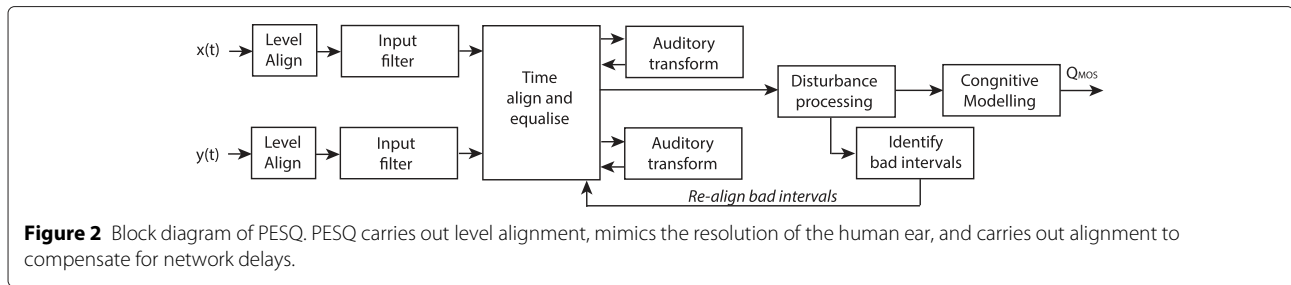 x(t)
Level
Align
Input
filter
Time
align and
equalise
Auditory
transform
Disturbance
processing
Congnitive
Modelling
QMOS
y(t)
Level
Align
Input
filter
Auditory
transform
Identify
bad intervals
Re-align bad intervals
Figure 2 Block diagram of PESQ. PESQ carries out level alignment, mimics the resolution of the human ear, and carries out alignment to
compensate for network delays.